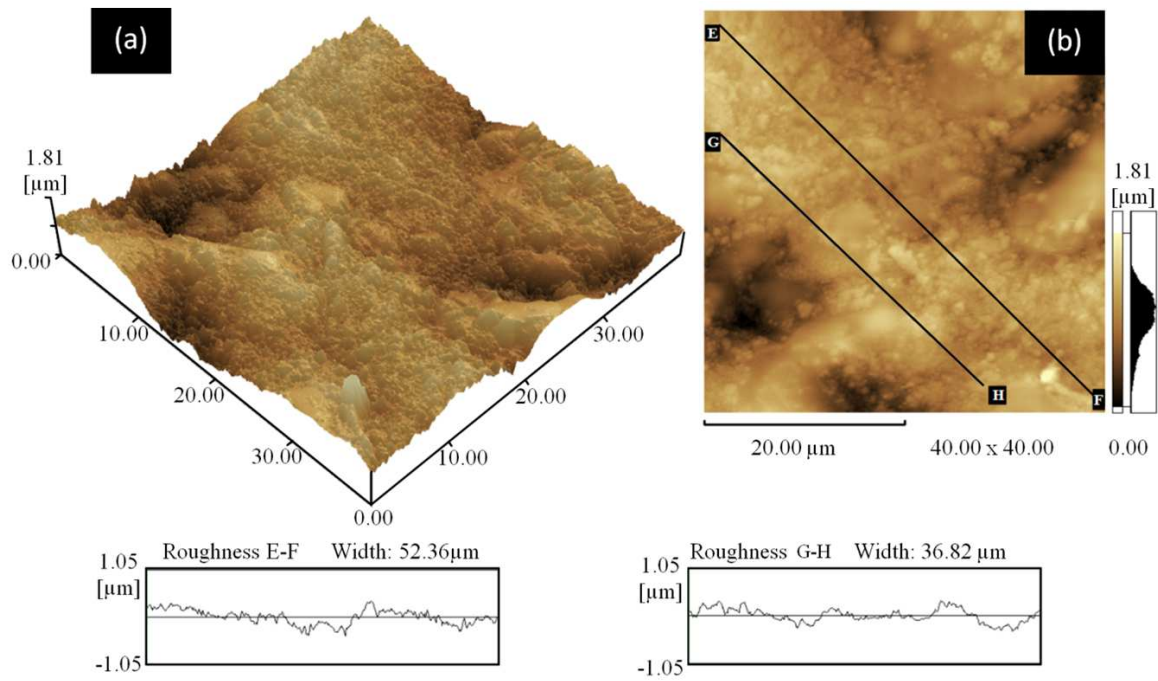 (a)
1.81
[µm]
0.00
10.00
20.00
30.00
0.00
10.00
20.00
30.00
(b)
E
G
H
F
1.81
[µm]
20.00 µm
40.00 x 40.00
0.00
Roughness E-F Width: 52.36µm
1.05
[µm]
-1.05
Roughness G-H Width: 36.82 µm
1.05
[µm]
-1.05